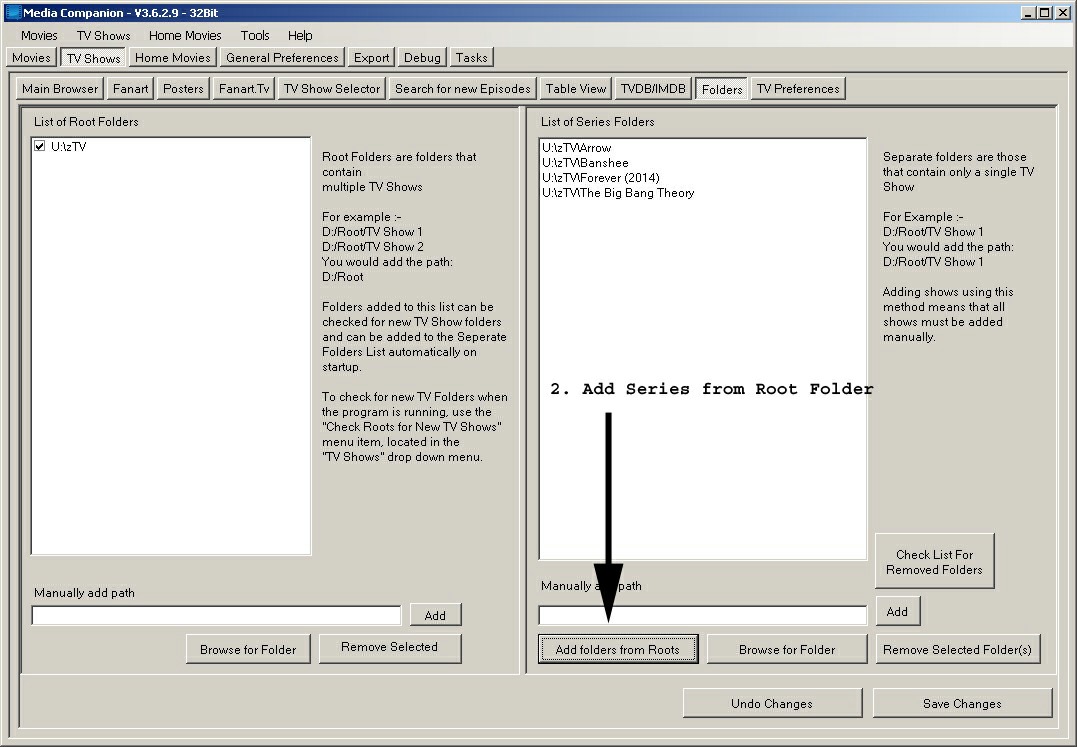 Media Companion - V3.6.2.9 - 32Bit
Movies TV Shows Home Movies Tools Help
Movies TV Shows Home Movies General Preferences Export Debug Tasks
Main Browser Fanart Posters Fanart.Tv TV Show Selector Search for new Episodes Table View TVDB/IMDB Folders TV Preferences
List of Root Folders
U:\zTV
Root Folders are folders that
contain
multiple TV Shows
For example :-
D:/Root/TV Show 1
D:/Root/TV Show 2
You would add the path:
D:/Root
Folders added to this list can be
checked for new TV Show folders
and can be added to the Seperate
Folders List automatically on
startup.
To check for new TV Folders when
the program is running, use the
"Check Roots for New TV Shows"
menu item, located in the
"TV Shows" drop down menu.
Manually add path
Add
Browse for Folder Remove Selected
List of Series Folders
U:\zTV\Arrow
U:\zTV\Banshee
U:\zTV\Forever (2014)
U:\zTV\The Big Bang Theory
Separate folders are those
that contain only a single TV
Show
For Example :-
D:/Root/TV Show 1
You would add the path:
D:/Root/TV Show 1
Adding shows using this
method means that all
shows must be added
manually.
2. Add Series from Root Folder
Check List For
Removed Folders
Manually add path
Add
Add folders from Roots Browse for Folder Remove Selected Folder(s)
Undo Changes Save Changes